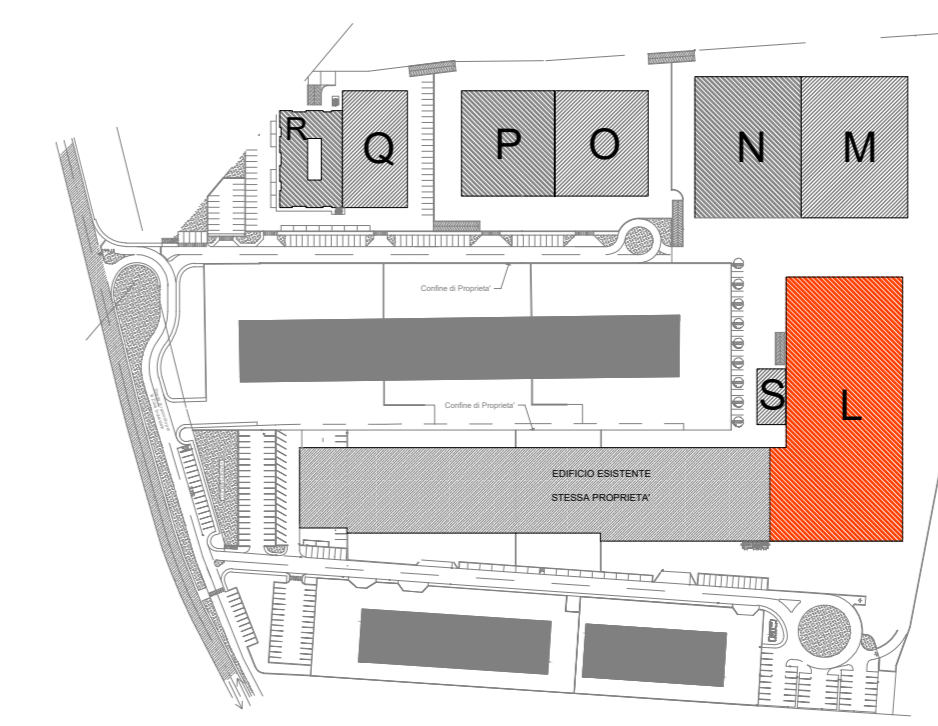 R
Q
P
O
N
M
Confine di Proprieta'
S
L
Confine di Proprieta'
EDIFICIO ESISTENTE
STESSA PROPRIETA'